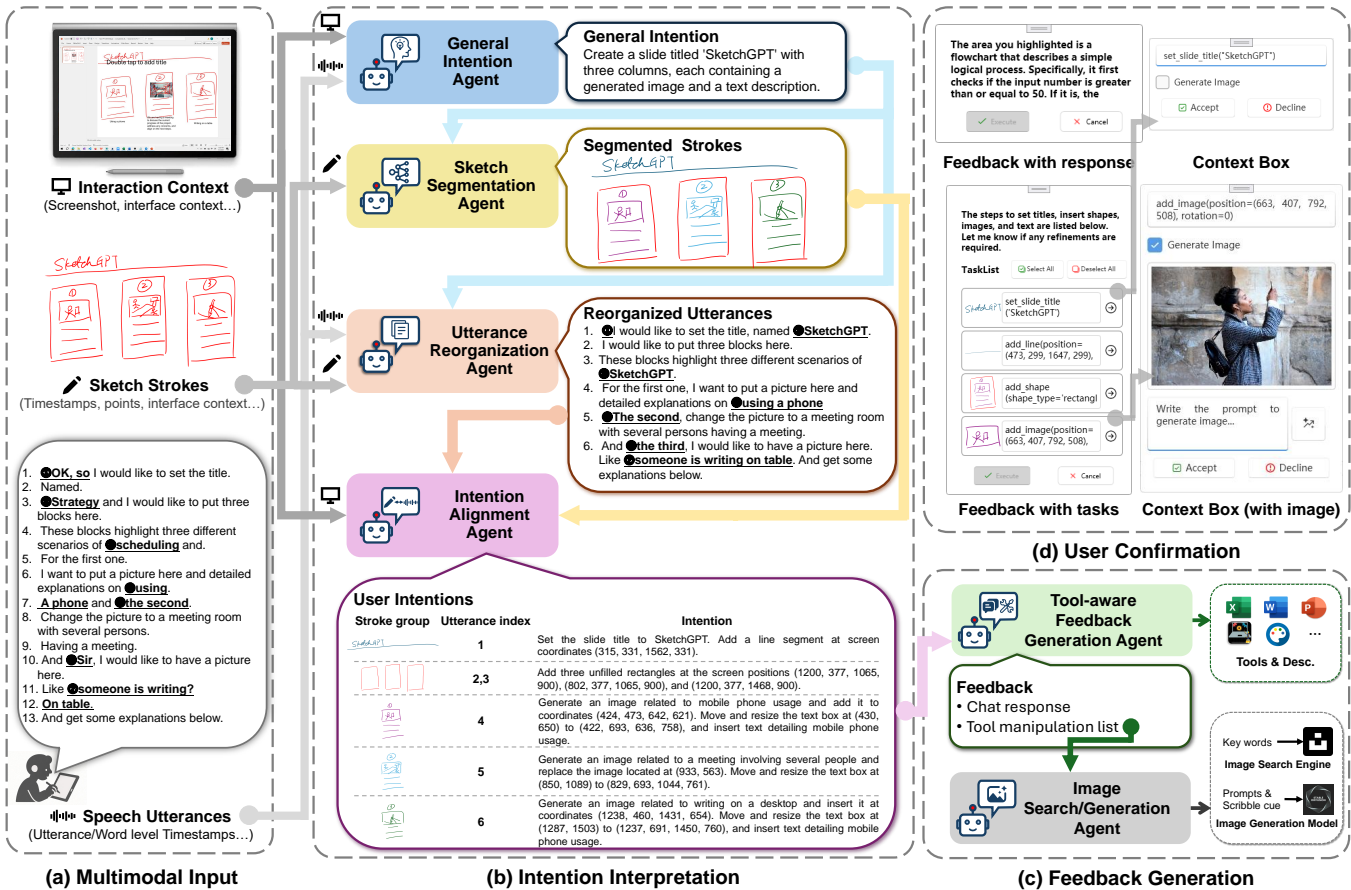 SketchGPT
Double tap to add title
Interaction Context
(Screenshot, interface context…)
SketchGPT
①
②
③
Sketch Strokes
(Timestamps, points, interface context…)
1. OK, so I would like to set the title.
2. Named.
3. Strategy and I would like to put three
blocks here.
4. These blocks highlight three different
scenarios of scheduling and.
5. For the first one.
6. I want to put a picture here and detailed
explanations on using.
7. A phone and the second.
8. Change the picture to a meeting room
with several persons.
9. Having a meeting.
10. And Sir, I would like to have a picture
here.
11. Like someone is writing?
12. On table.
13. And get some explanations below.
Speech Utterances
(Utterance/Word level Timestamps…)
(a) Multimodal Input
General
Intention
Agent
General Intention
Create a slide titled 'SketchGPT' with
three columns, each containing a
generated image and a text description.
Sketch
Segmentation
Agent
Segmented Strokes
SketchGPT
①
②
③
Utterance
Reorganization
Agent
Reorganized Utterances
1. I would like to set the title, named SketchGPT.
2. I would like to put three blocks here.
3. These blocks highlight three different scenarios of
SketchGPT.
4. For the first one, I want to put a picture here and
detailed explanations on using a phone
5. The second, change the picture to a meeting room
with several persons having a meeting.
6. And the third, I would like to have a picture here.
Like someone is writing on table. And get some
explanations below.
Intention
Alignment
Agent
User Intentions
Stroke group Utterance index Intention
SketchGPT
1
Set the slide title to SketchGPT. Add a line segment at screen
coordinates (315, 331, 1562, 331).
2,3
Add three unfilled rectangles at the screen positions (1200, 377, 1065,
900), (802, 377, 1065, 900), and (1200, 377, 1468, 900).
①
4
Generate an image related to mobile phone usage and add it to
coordinates (424, 473, 642, 621). Move and resize the text box at (430,
650) to (422, 693, 636, 758), and insert text detailing mobile phone
usage.
②
5
Generate an image related to a meeting involving several people and
replace the image located at (933, 563). Move and resize the text box at
(850, 1089) to (829, 693, 1044, 761).
6
Generate an image related to writing on a desktop and insert it at
coordinates (1238, 460, 1431, 654). Move and resize the text box at
(1287, 1503) to (1237, 691, 1450, 760), and insert text detailing mobile
phone usage.
(b) Intention Interpretation
The area you highlighted is a
flowchart that describes a simple
logical process. Specifically, it first
checks if the input number is greater
than or equal to 50. If it is, the
Execute
Cancel
Feedback with response
set_slide_title("SketchGPT")
Generate Image
Accept
Decline
Context Box
The steps to set titles, insert shapes,
images, and text are listed below.
Let me know if any refinements are
required.
TaskList
Select All
Deselect All
SketchGPT
set_slide_title
('SketchGPT')
add_line(position=
(473, 299, 1647, 299),
add_shape
(shape_type='rectangl
add_image(position=
(663, 407, 792, 508),
Execute
Cancel
Feedback with tasks
add_image(position=(663, 407, 792,
508), rotation=0)
Generate Image
Write the prompt to
generate image...
Accept
Decline
Context Box (with image)
(d) User Confirmation
Tool-aware
Feedback
Generation Agent
X
W
P
...
Tools & Desc.
Feedback
• Chat response
• Tool manipulation list
Image
Search/Generation
Agent
Key words
Image Search Engine
Prompts &
Scribble cue
Image Generation Model
(c) Feedback Generation